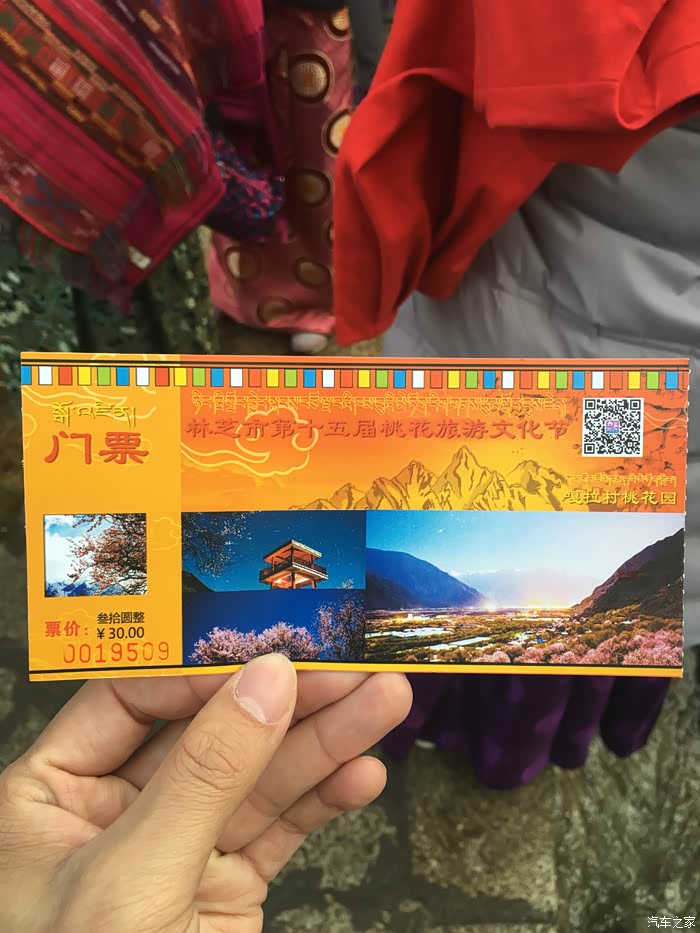 门票
林芝市第十五届桃花旅游文化节
嘎拉村桃花园
票价：
叁拾圆整
￥30.00
0019509
汽车之家